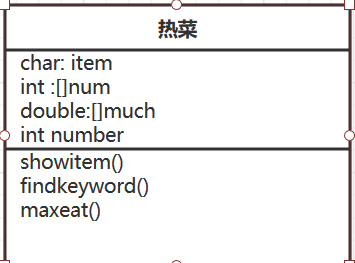 热菜
char: item
int :[]num
double:[]much
int number
showitem()
findkeyword()
maxeat()